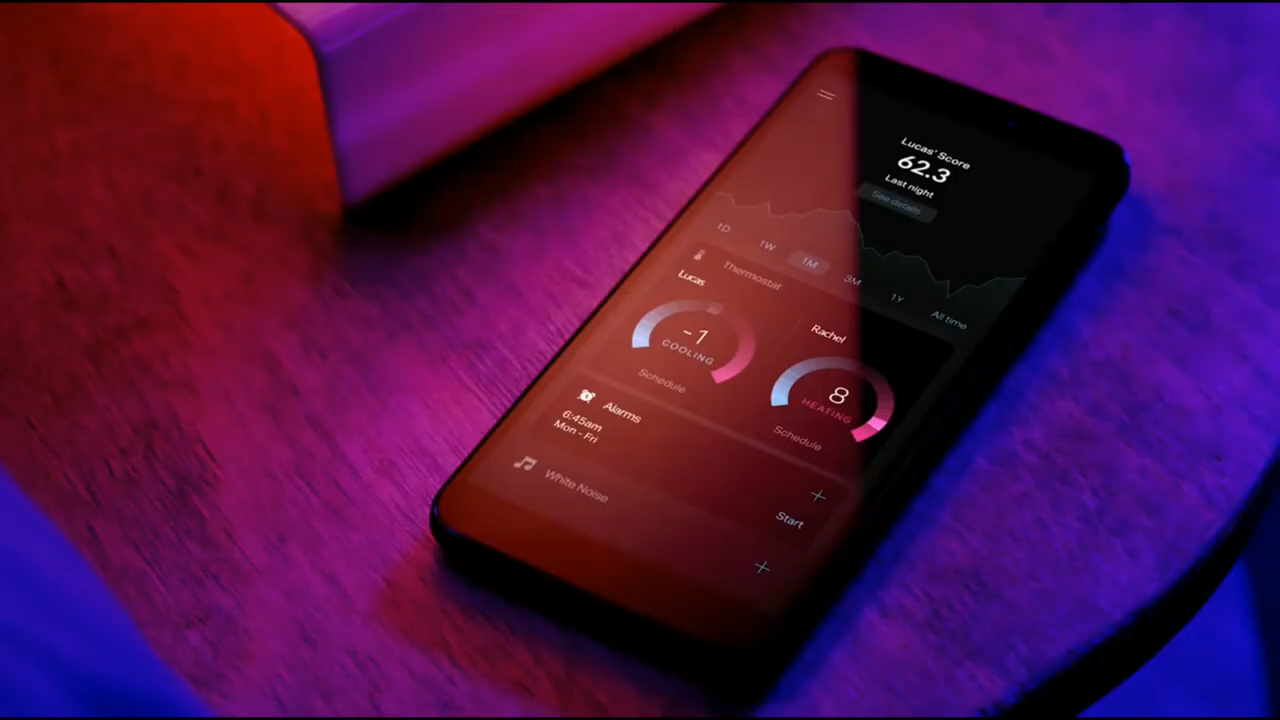 Lucas' Score
62.3
Last night
See details
1D 1W 1M 3M 1Y All time
Thermostat
Lucas
-1
COOLING
Schedule
Rachel
8
HEATING
Schedule
Alarms
6:45am
Mon - Fri
+
White Noise
Start
+